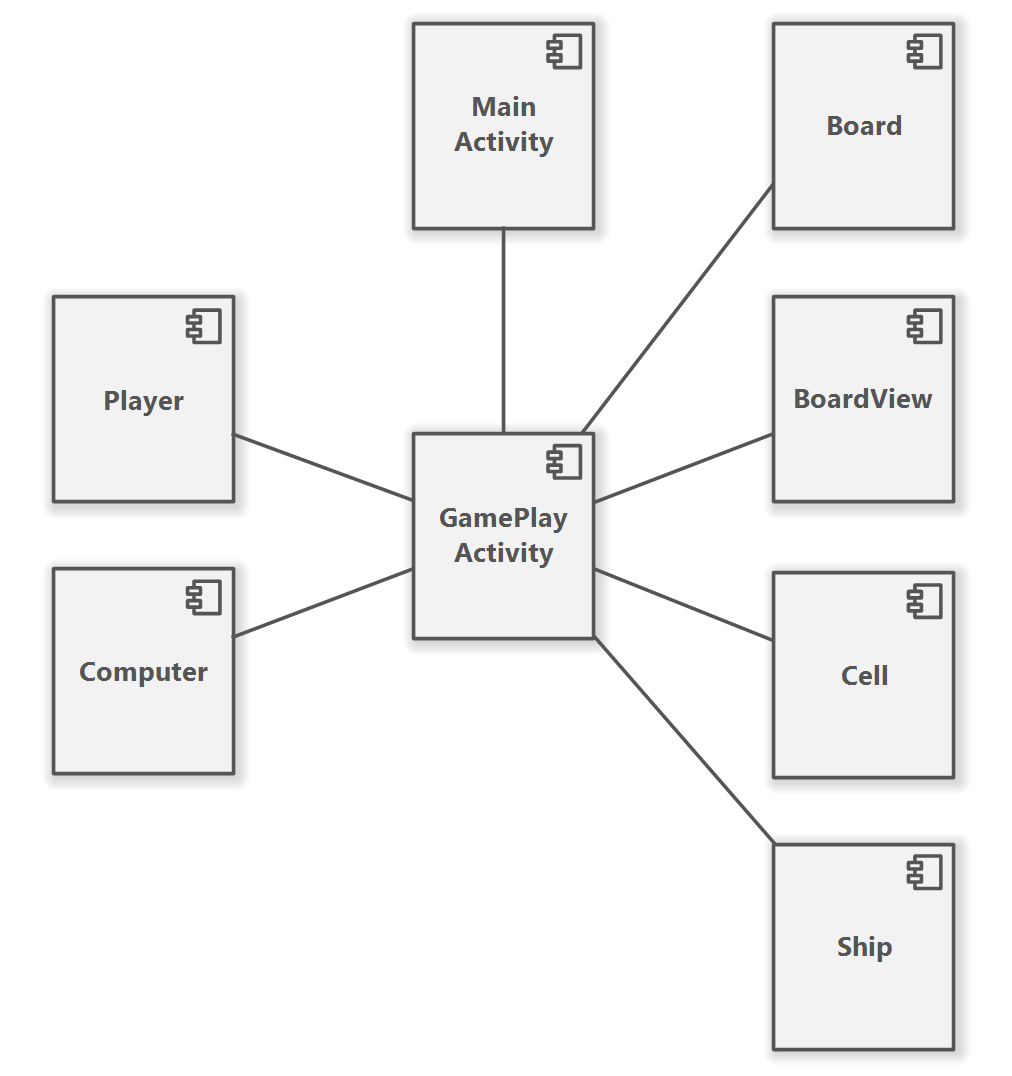 Main
Activity
Board
Player
BoardView
GamePlay
Activity
Computer
Cell
Ship